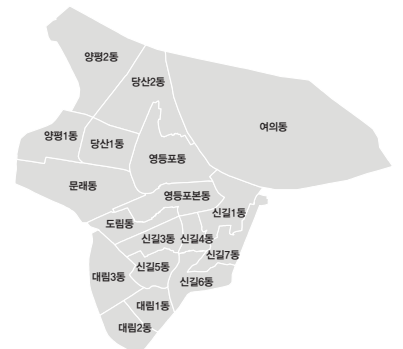 양평2동
당산2동
여의동
양평1동
당산1동
영등포동
문래동
영등포본동
신길1동
도림동
신길3동
신길4동
신길7동
신길5동
대림3동
신길6동
대림1동
대림2동